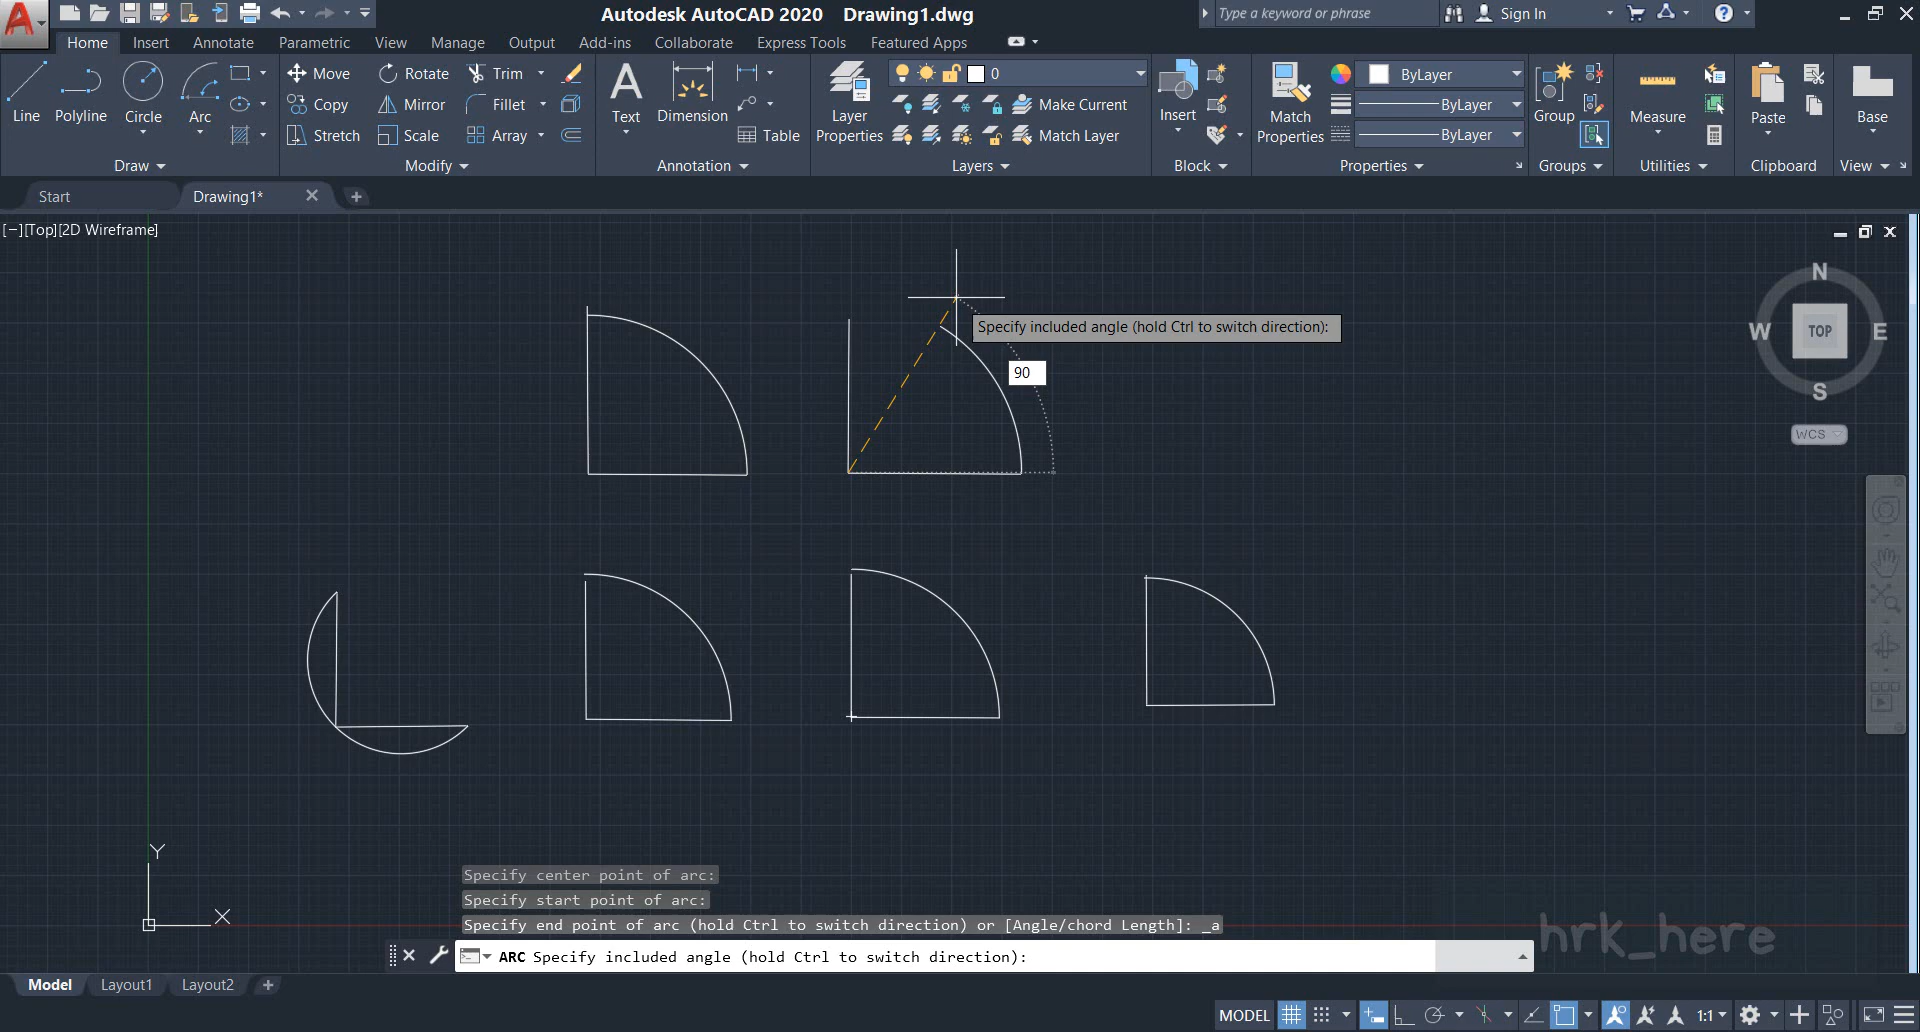 Autodesk AutoCAD 2020 Drawing1.dwg
Type a keyword or phrase
Sign In
Home Insert Annotate Parametric View Manage Output Add-ins Collaborate Express Tools Featured Apps
Line
Polyline
Circle
Arc
Draw
Move
Rotate
Trim
Copy
Mirror
Fillet
Stretch
Scale
Array
Modify
Text
Dimension
Table
Annotation
Layer
Properties
0
Make Current
Match Layer
Layers
Insert
Block
Match
Properties
ByLayer
ByLayer
ByLayer
Properties
Group
Groups
Measure
Utilities
Paste
Clipboard
Base
View
Start
Drawing1*
[−][Top][2D Wireframe]
N
W
TOP
E
S
WCS
Specify included angle (hold Ctrl to switch direction):
90
Y
X
Specify center point of arc:
Specify start point of arc:
Specify end point of arc (hold Ctrl to switch direction) or [Angle/chord Length]: _a
ARC Specify included angle (hold Ctrl to switch direction):
hrk_here
Model Layout1 Layout2
MODEL
1:1